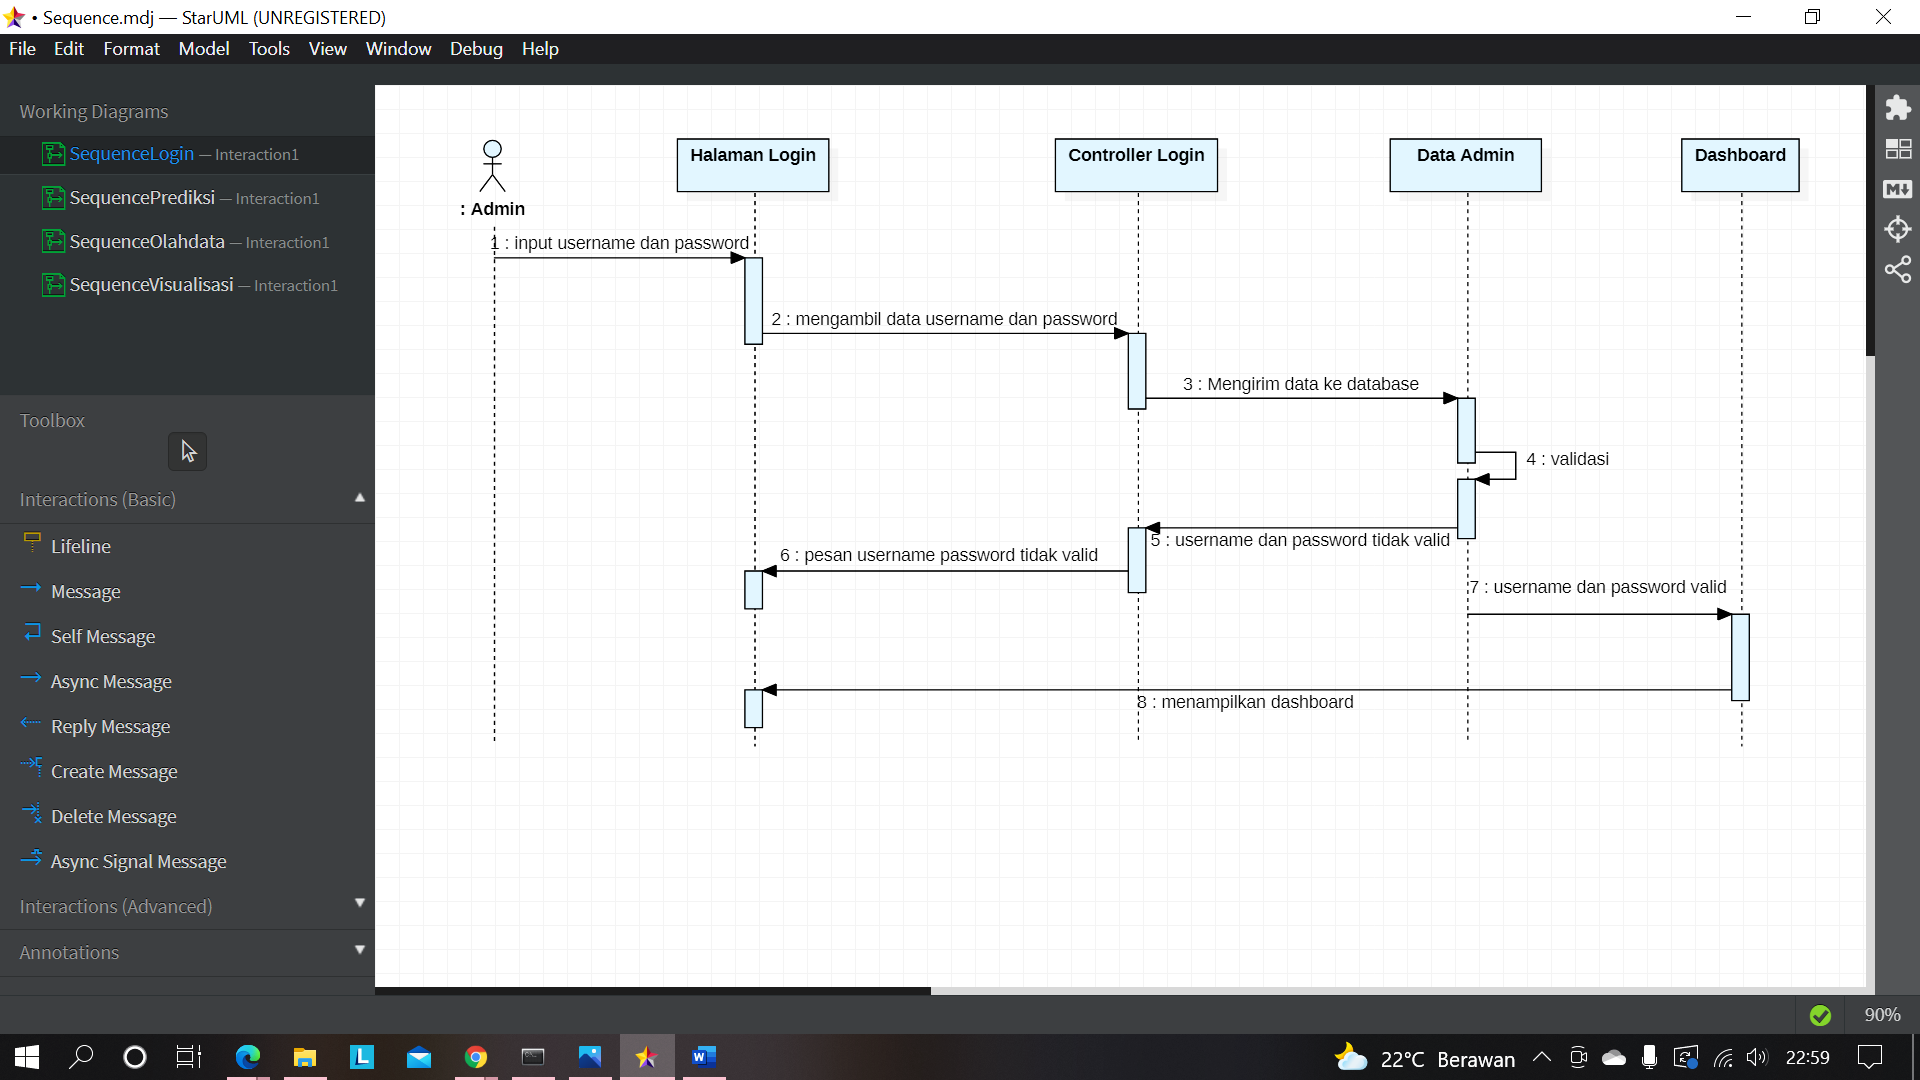 • Sequence.mdj — StarUML (UNREGISTERED)
File Edit Format Model Tools View Window Debug Help
Working Diagrams
SequenceLogin — Interaction1
SequencePrediksi — Interaction1
SequenceOlahdata — Interaction1
SequenceVisualisasi — Interaction1
Toolbox
Interactions (Basic)
Lifeline
Message
Self Message
Async Message
Reply Message
Create Message
Delete Message
Async Signal Message
Interactions (Advanced)
Annotations
: Admin
Halaman Login
Controller Login
Data Admin
Dashboard
1 : input username dan password
2 : mengambil data username dan password
3 : Mengirim data ke database
4 : validasi
5 : username dan password tidak valid
6 : pesan username password tidak valid
7 : username dan password valid
8 : menampilkan dashboard
M
90%
L
W
22°C Berawan
22:59